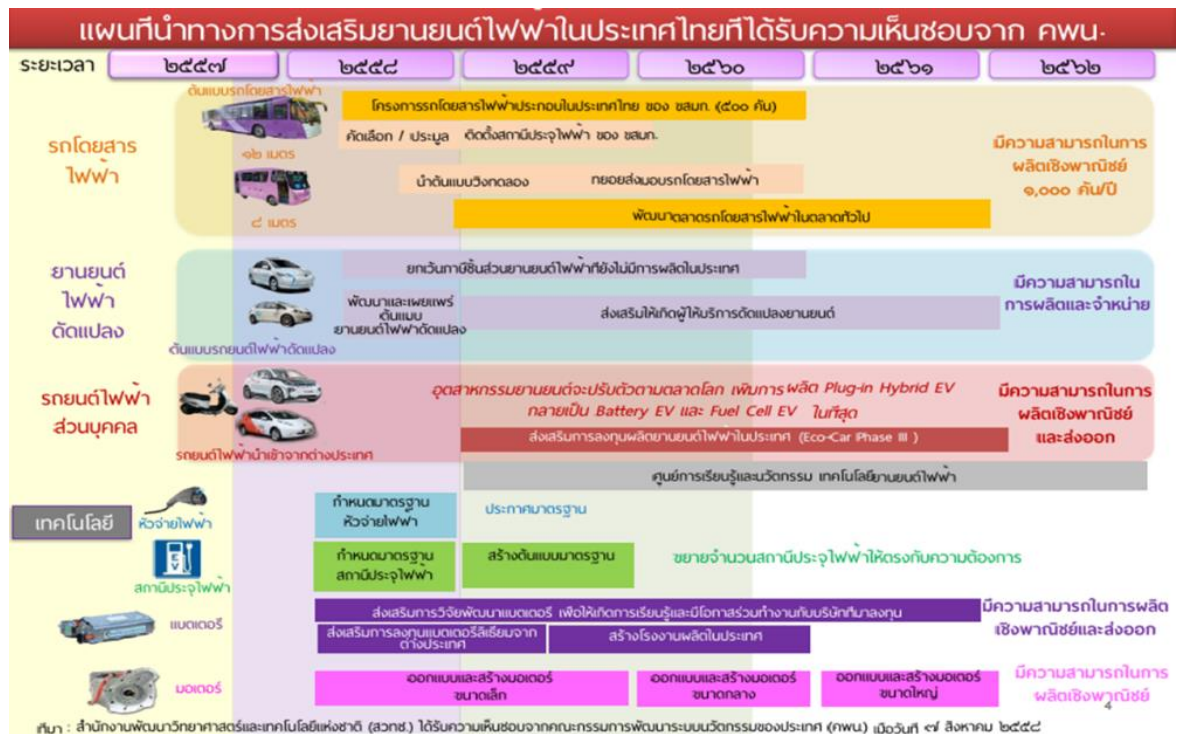 แผนที่นำทางการส่งเสริมยานยนต์ไฟฟ้าในประเทศไทยที่ได้รับความเห็นชอบจาก คพน.
ระยะเวลา ๒๕๕๗ ๒๕๕๘ ๒๕๕๙ ๒๕๖๐ ๒๕๖๑ ๒๕๖๒
ต้นแบบรถโดยสารไฟฟ้า
๑๒ เมตร
๘ เมตร
รถโดยสาร
ไฟฟ้า
โครงการรถโดยสารไฟฟ้าประกอบในประเทศไทย ของ ขสมก. (๕๐๐ คัน)
คัดเลือก / ประมูล ติดตั้งสถานีประจุไฟฟ้า ของ ขสมก.
นำต้นแบบวิ่งทดลอง ทยอยส่งมอบรถโดยสารไฟฟ้า
พัฒนาตลาดรถโดยสารไฟฟ้าในตลาดทั่วไป
มีความสามารถในการ
ผลิตเชิงพาณิชย์
๑,๐๐๐ คัน/ปี
ยานยนต์
ไฟฟ้า
ดัดแปลง
ต้นแบบรถยนต์ไฟฟ้าดัดแปลง
ยกเว้นภาษีชิ้นส่วนยานยนต์ไฟฟ้าที่ยังไม่มีการผลิตในประเทศ
พัฒนาและเผยแพร่
ต้นแบบ
ยานยนต์ไฟฟ้าดัดแปลง
ส่งเสริมให้เกิดผู้ให้บริการดัดแปลงยานยนต์
มีความสามารถใน
การผลิตและจำหน่าย
รถยนต์ไฟฟ้า
ส่วนบุคคล
รถยนต์ไฟฟ้านำเข้าจากต่างประเทศ
อุตสาหกรรมยานยนต์จะปรับตัวตามตลาดโลก เพิ่มการผลิต Plug-in Hybrid EV
กลายเป็น Battery EV และ Fuel Cell EV ในที่สุด
ส่งเสริมการลงทุนผลิตยานยนต์ไฟฟ้าในประเทศ (Eco-Car Phase III )
มีความสามารถในการ
ผลิตเชิงพาณิชย์
และส่งออก
ศูนย์การเรียนรู้และนวัตกรรม เทคโนโลยียานยนต์ไฟฟ้า
เทคโนโลยี
หัวจ่ายไฟฟ้า
กำหนดมาตรฐาน
หัวจ่ายไฟฟ้า
ประกาศมาตรฐาน
EV
สถานีประจุไฟฟ้า
กำหนดมาตรฐาน
สถานีประจุไฟฟ้า
สร้างต้นแบบมาตรฐาน
ขยายจำนวนสถานีประจุไฟฟ้าให้ตรงกับความต้องการ
แบตเตอรี่
ส่งเสริมการวิจัยพัฒนาแบตเตอรี่ เพื่อให้เกิดการเรียนรู้และมีโอกาสร่วมทำงานกับบริษัทที่มาลงทุน
ส่งเสริมการลงทุนแบตเตอรี่ลิเธียมจาก
ต่างประเทศ
สร้างโรงงานผลิตในประเทศ
มีความสามารถในการผลิต
เชิงพาณิชย์และส่งออก
มอเตอร์
ออกแบบและสร้างมอเตอร์
ขนาดเล็ก
ออกแบบและสร้างมอเตอร์
ขนาดกลาง
ออกแบบและสร้างมอเตอร์
ขนาดใหญ่
มีความสามารถในการ
ผลิตเชิงพาณิชย์
4
ที่มา : สำนักงานพัฒนาวิทยาศาสตร์และเทคโนโลยีแห่งชาติ (สวทช.) ได้รับความเห็นชอบจากคณะกรรมการพัฒนาระบบนวัตกรรมของประเทศ (คพน.) เมื่อวันที่ ๗ สิงหาคม ๒๕๕๘